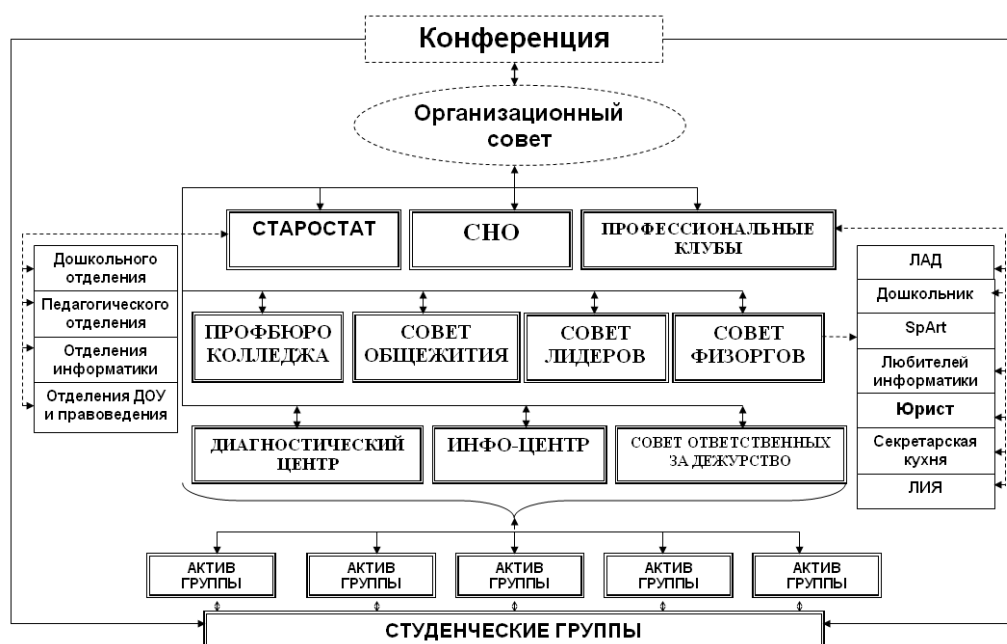 Конференция
Организационный
совет
СТАРОСТАТ
СНО
ПРОФЕССИОНАЛЬНЫЕ
КЛУБЫ
Дошкольного
отделения
Педагогического
отделения
Отделения
информатики
Отделения ДОУ
и правоведения
ПРОФБЮРО
КОЛЛЕДЖА
СОВЕТ
ОБЩЕЖИТИЯ
СОВЕТ
ЛИДЕРОВ
СОВЕТ
ФИЗОРГОВ
ЛАД
Дошкольник
SpArt
Любителей
информатики
Юрист
Секретарская
кухня
ЛИЯ
ДИАГНОСТИЧЕСКИЙ
ЦЕНТР
ИНФО-ЦЕНТР
СОВЕТ ОТВЕТСТВЕННЫХ
ЗА ДЕЖУРСТВО
АКТИВ
ГРУППЫ
АКТИВ
ГРУППЫ
АКТИВ
ГРУППЫ
АКТИВ
ГРУППЫ
АКТИВ
ГРУППЫ
СТУДЕНЧЕСКИЕ ГРУППЫ